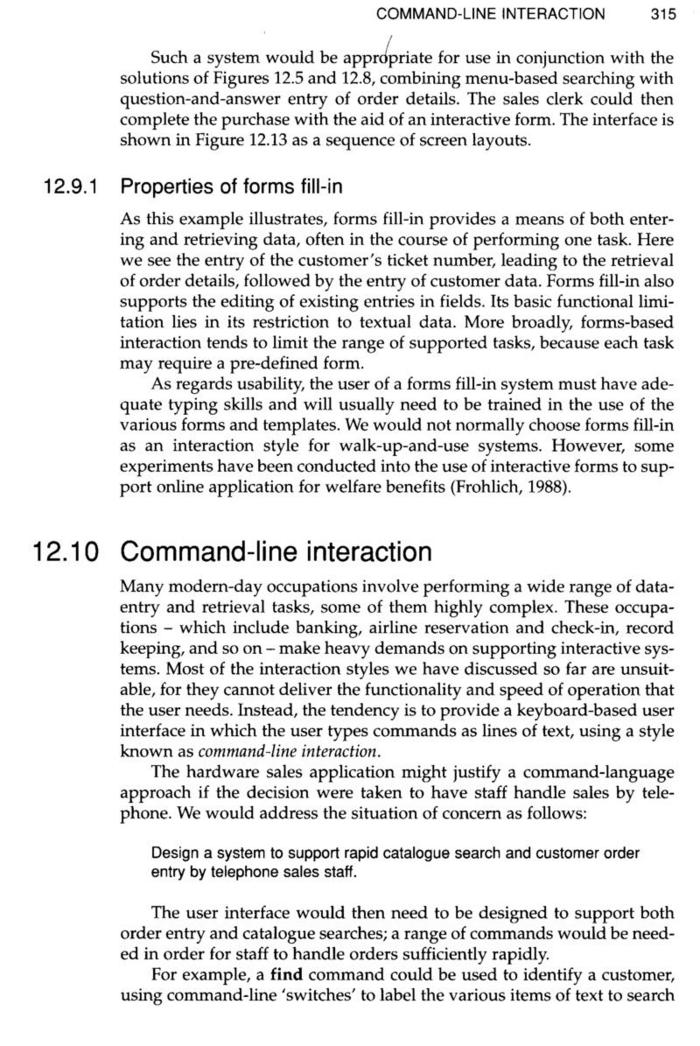 COMMAND-LINE INTERACTION 315
Such a system would be appropriate for use in conjunction with the
solutions of Figures 12.5 and 12.8, combining menu-based searching with
question-and-answer entry of order details. The sales clerk could then
complete the purchase with the aid of an interactive form. The interface is
shown in Figure 12.13 as a sequence of screen layouts.
12.9.1 Properties of forms fill-in
As this example illustrates, forms fill-in provides a means of both enter-
ing and retrieving data, often in the course of performing one task. Here
we see the entry of the customer's ticket number, leading to the retrieval
of order details, followed by the entry of customer data. Forms fill-in also
supports the editing of existing entries in fields. Its basic functional limi-
tation lies in its restriction to textual data. More broadly, forms-based
interaction tends to limit the range of supported tasks, because each task
may require a pre-defined form.
As regards usability, the user of a forms fill-in system must have ade-
quate typing skills and will usually need to be trained in the use of the
various forms and templates. We would not normally choose forms fill-in
as an interaction style for walk-up-and-use systems. However, some
experiments have been conducted into the use of interactive forms to sup-
port online application for welfare benefits (Frohlich, 1988).
12.10 Command-line interaction
Many modern-day occupations involve performing a wide range of data-
entry and retrieval tasks, some of them highly complex. These occupa-
tions – which include banking, airline reservation and check-in, record
keeping, and so on – make heavy demands on supporting interactive sys-
tems. Most of the interaction styles we have discussed so far are unsuit-
able, for they cannot deliver the functionality and speed of operation that
the user needs. Instead, the tendency is to provide a keyboard-based user
interface in which the user types commands as lines of text, using a style
known as command-line interaction.
The hardware sales application might justify a command-language
approach if the decision were taken to have staff handle sales by tele-
phone. We would address the situation of concern as follows:
Design a system to support rapid catalogue search and customer order
entry by telephone sales staff.
The user interface would then need to be designed to support both
order entry and catalogue searches; a range of commands would be need-
ed in order for staff to handle orders sufficiently rapidly.
For example, a find command could be used to identify a customer,
using command-line 'switches' to label the various items of text to search